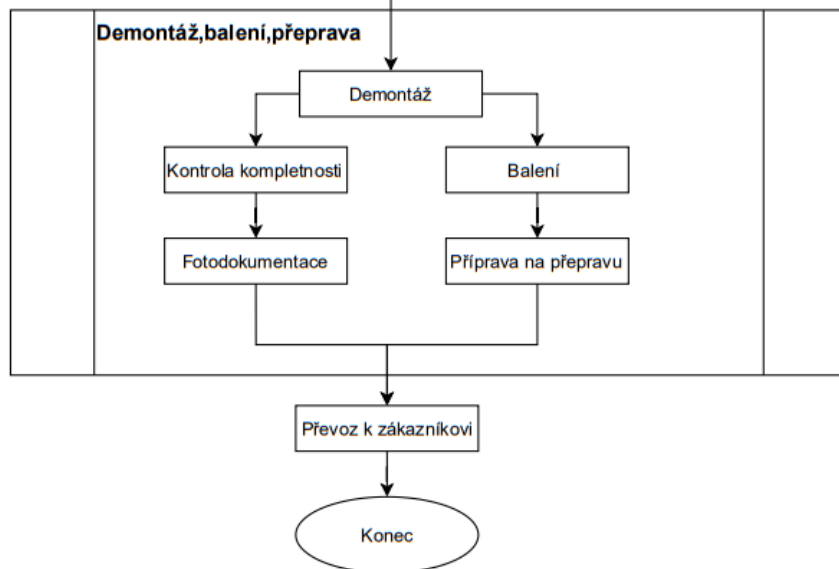 Demontáž,balení,přeprava
Demontáž
Kontrola kompletnosti
Balení
Fotodokumentace
Příprava na přepravu
Převoz k zákazníkovi
Konec